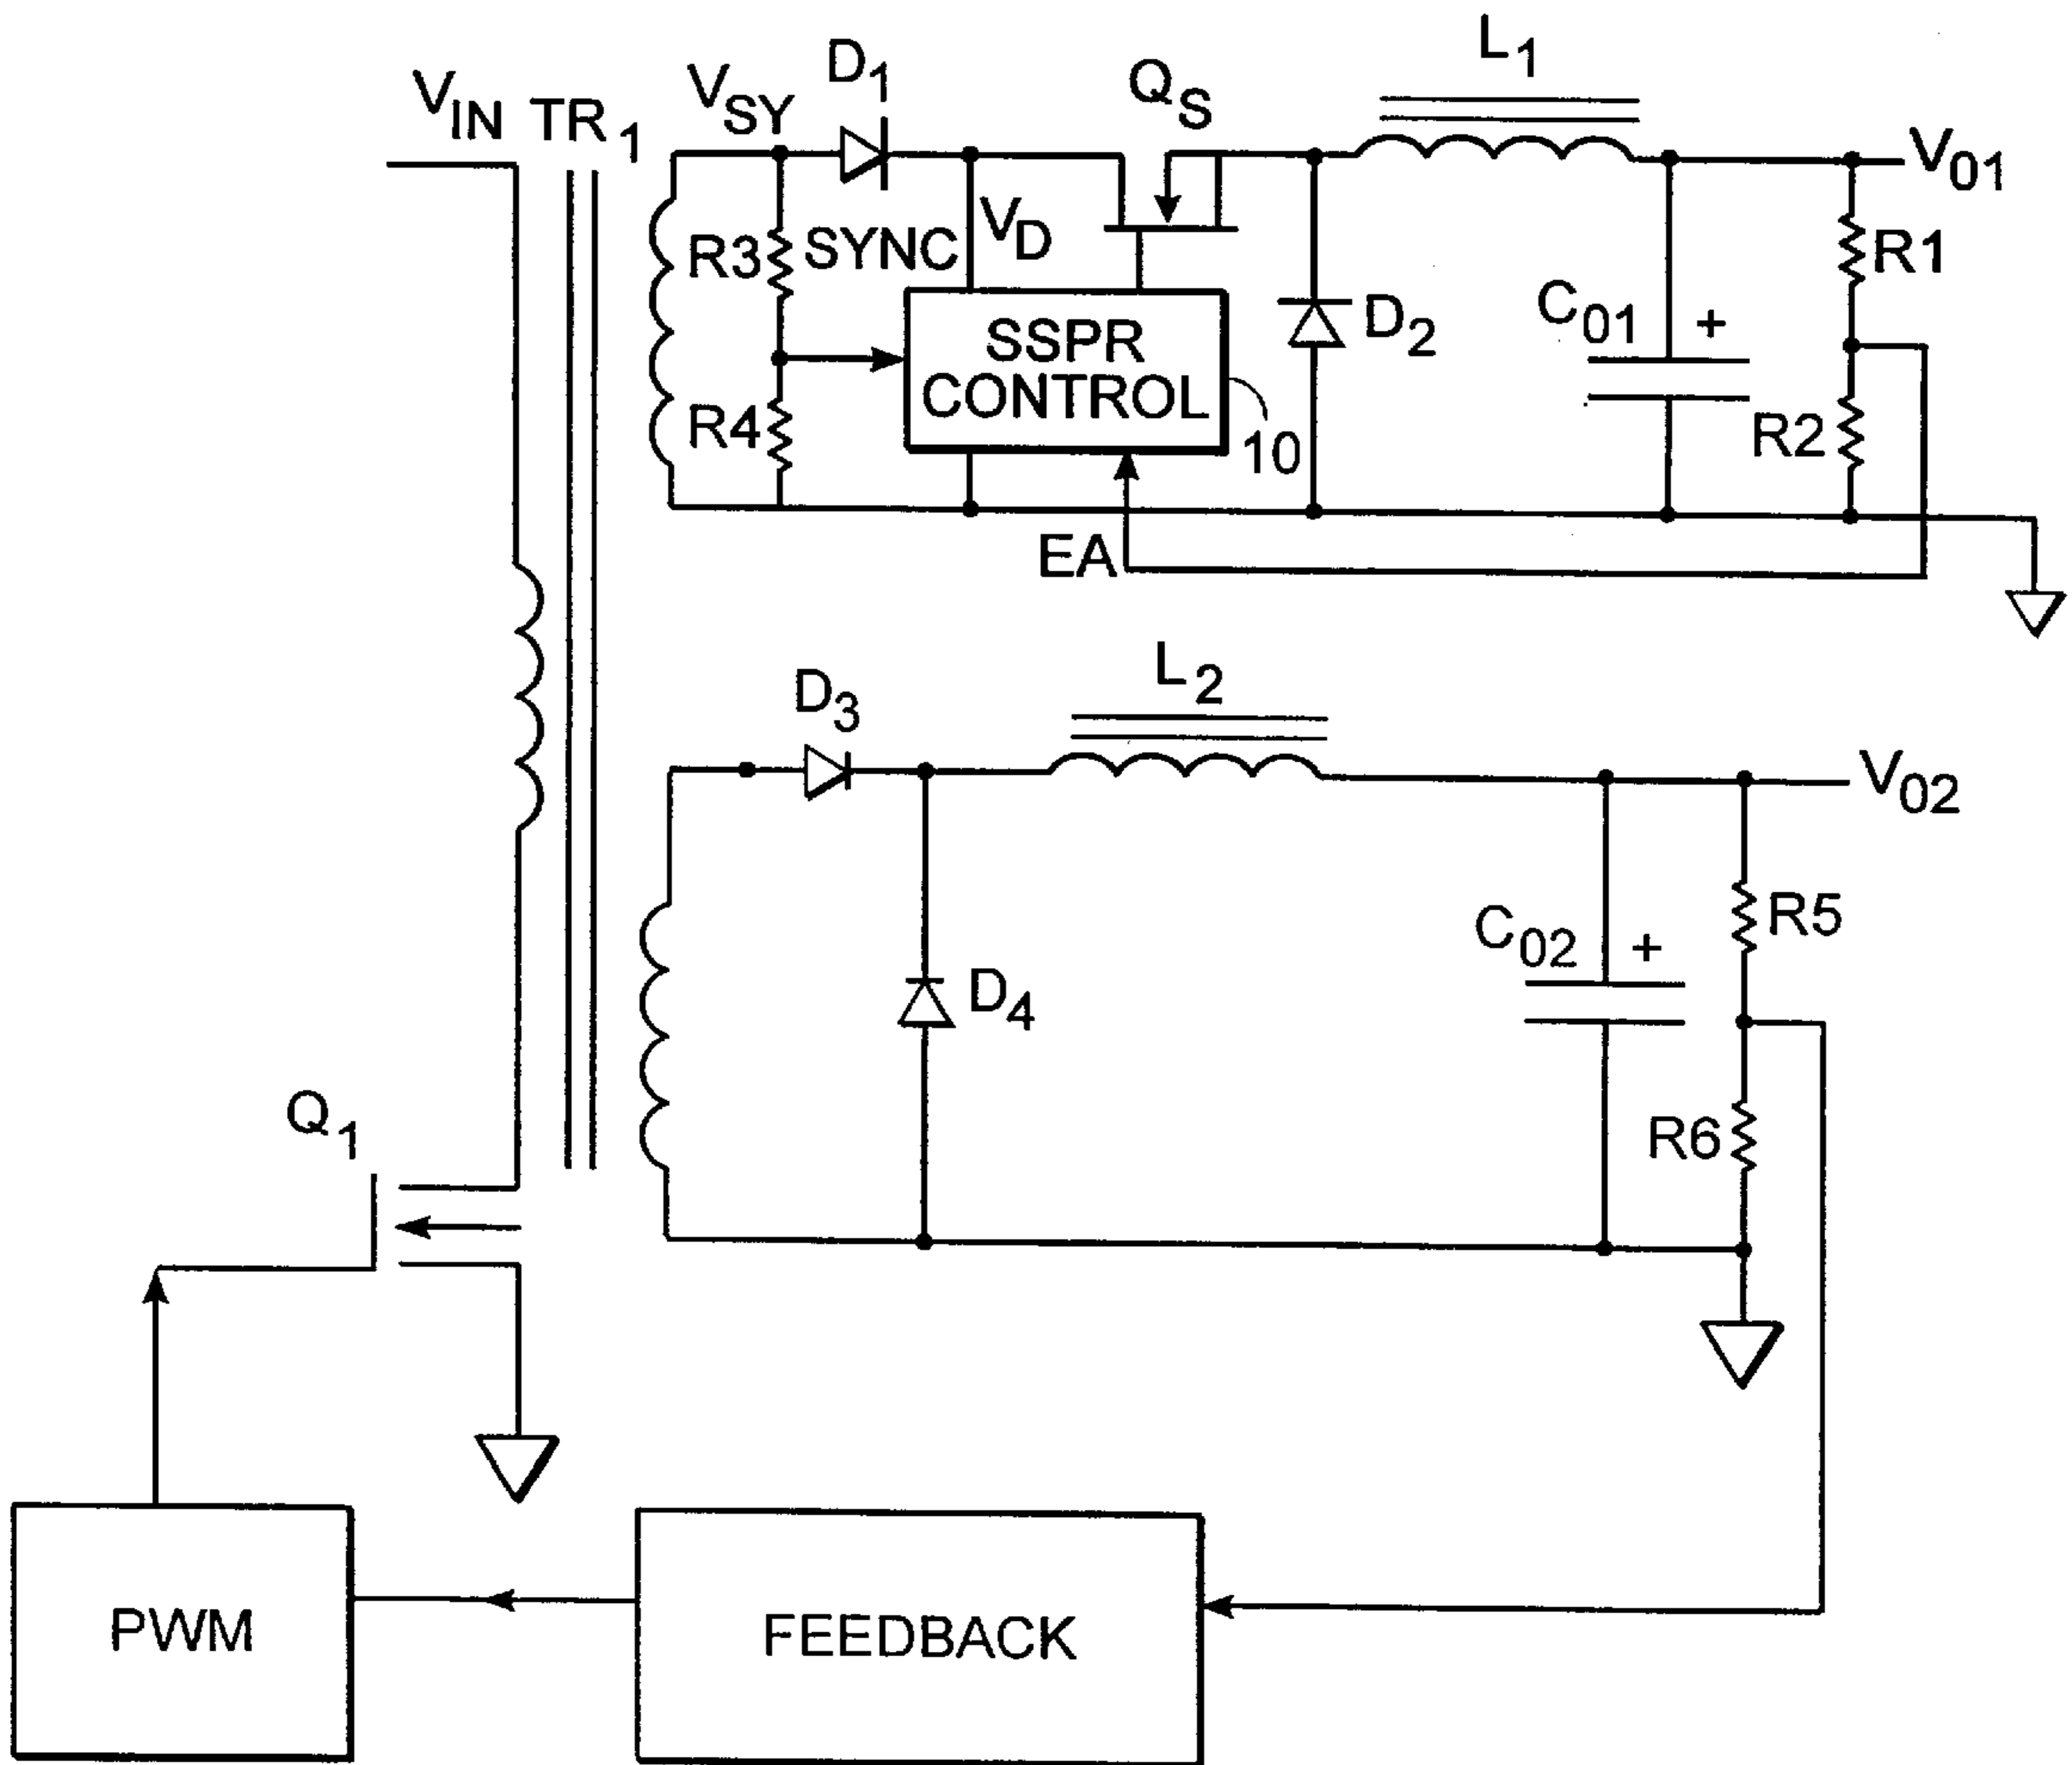 L1
D1
QS
VSY
VIN TR1
V01
VD
R3
SYNC
R1
C01
+
D2
SSPR
CONTROL
R4
R2
10
EA
L2
D3
V02
R5
C02
+
D4
R6
Q1
PWM
FEEDBACK